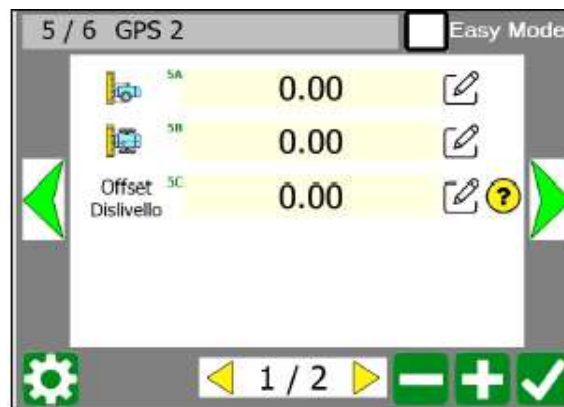 5 / 6 GPS 2 Easy Mode
5A 0.00
5B 0.00
Offset 5C 0.00 ?
Dislivello
1 / 2